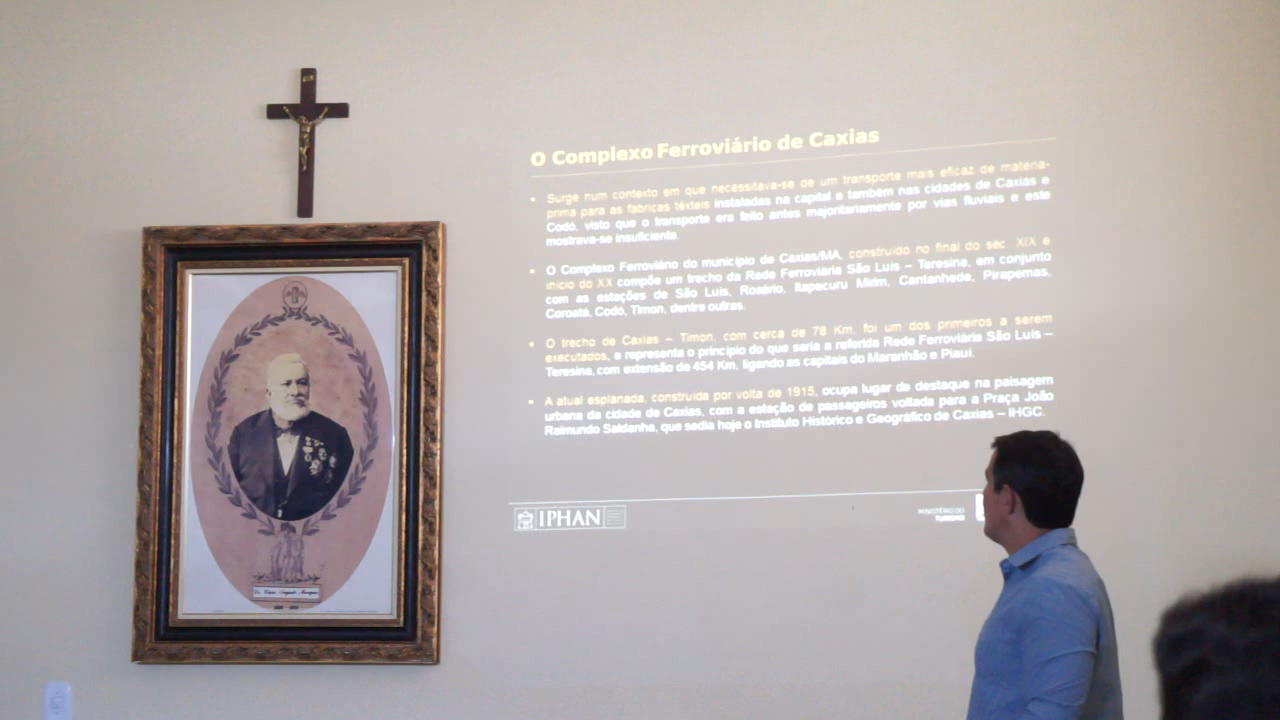 O Complexo Ferroviário de Caxias
• Surge num contexto em que necessitava-se de um transporte mais eficaz de matéria-
prima para as fábricas têxteis instaladas na capital e também nas cidades de Caxias e
Codó, visto que o transporte era feito antes majoritariamente por vias fluviais e este
mostrava-se insuficiente.
• O Complexo Ferroviário do município de Caxias/MA, construído no final do séc. XIX e
início do XX compõe um trecho da Rede Ferroviária São Luís – Teresina, em conjunto
com as estações de São Luís, Rosário, Itapecuru Mirim, Cantanhede, Pirapemas,
Coroatá, Codó, Timon, dentre outras.
• O trecho de Caxias – Timon, com cerca de 78 Km, foi um dos primeiros a serem
executados, e representa o princípio do que seria a referida Rede Ferroviária São Luís –
Teresina, com extensão de 454 Km, ligando as capitais do Maranhão e Piauí.
• A atual esplanada, construída por volta de 1915, ocupa lugar de destaque na paisagem
urbana da cidade de Caxias, com a estação de passageiros voltada para a Praça João
Raimundo Saldanha, que sedia hoje o Instituto Histórico e Geográfico de Caxias – IHGC.
IPHAN
MINISTÉRIO DO
TURISMO
Dr. Cesar Augusto Marques